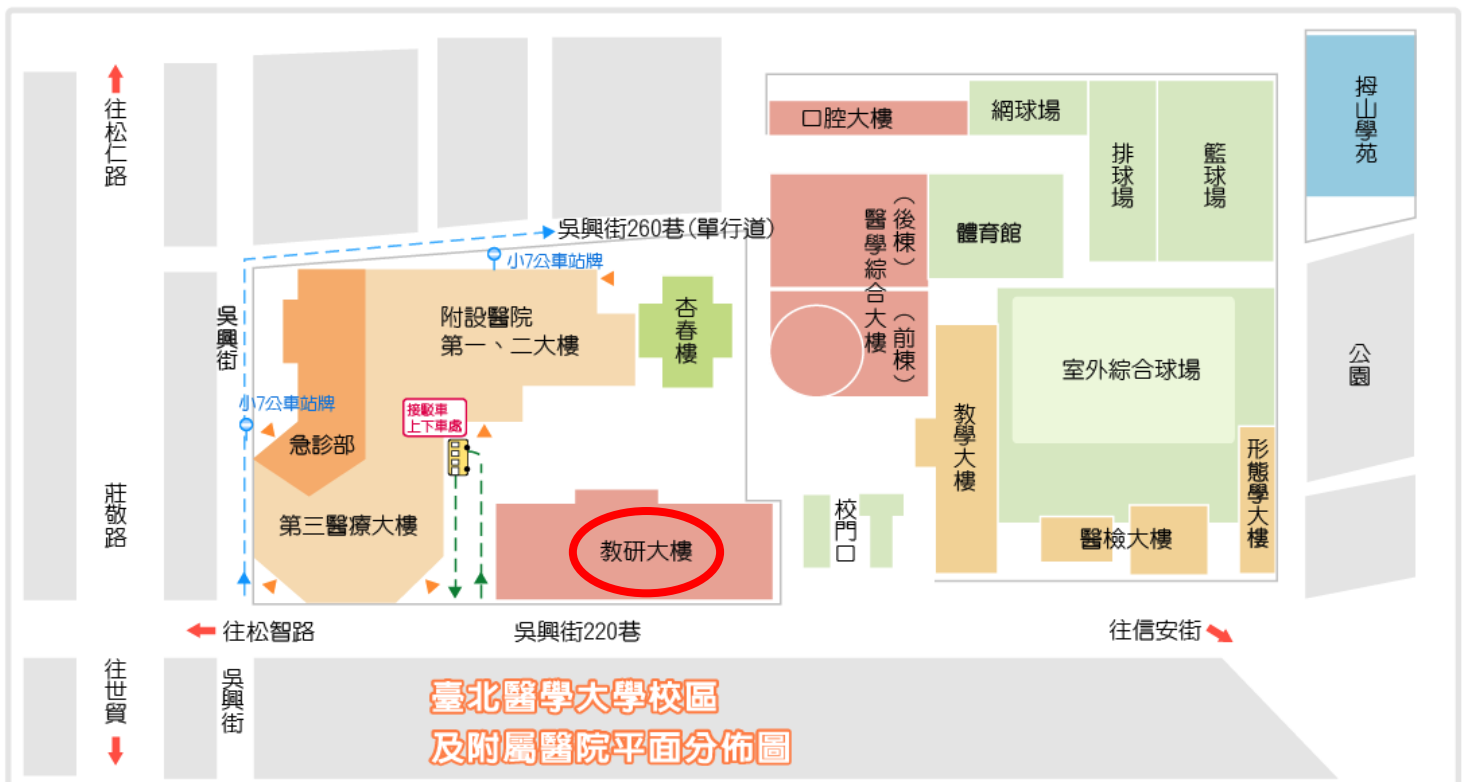 往松仁路
口腔大樓
網球場
排球場
籃球場
拇山學苑
吳興街260巷(單行道)
小7公車站牌
醫學綜合大樓
(後棟)
(前棟)
體育館
吳興街
附設醫院
第一、二大樓
杏春樓
室外綜合球場
公園
小7公車站牌
接駁車
上下車處
急診部
教學大樓
形態學大樓
莊敬路
第三醫療大樓
教研大樓
校門口
醫檢大樓
往松智路
吳興街220巷
往信安街
往世貿
吳興街
臺北醫學大學校區
及附屬醫院平面分佈圖